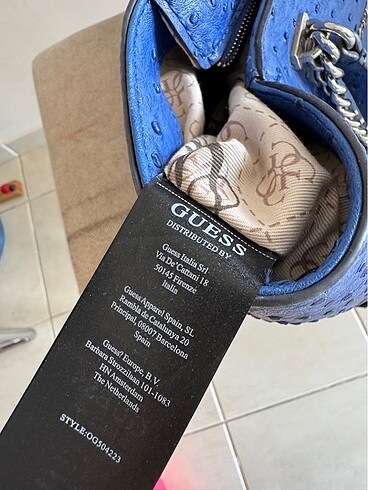 GUESS
DISTRIBUTED BY
Guess Italia Srl
Via De' Cattani 18
50145 Firenze
Italia
Guess Apparel Spain, SL
Rambla de Catalunya 20
Principal, 08007 Barcelona
Spain
Guess? Europe, B.V.
Barbara Strozzilaan 101-1083
HN Amsterdam
The Netherlands
STYLE:OG504223